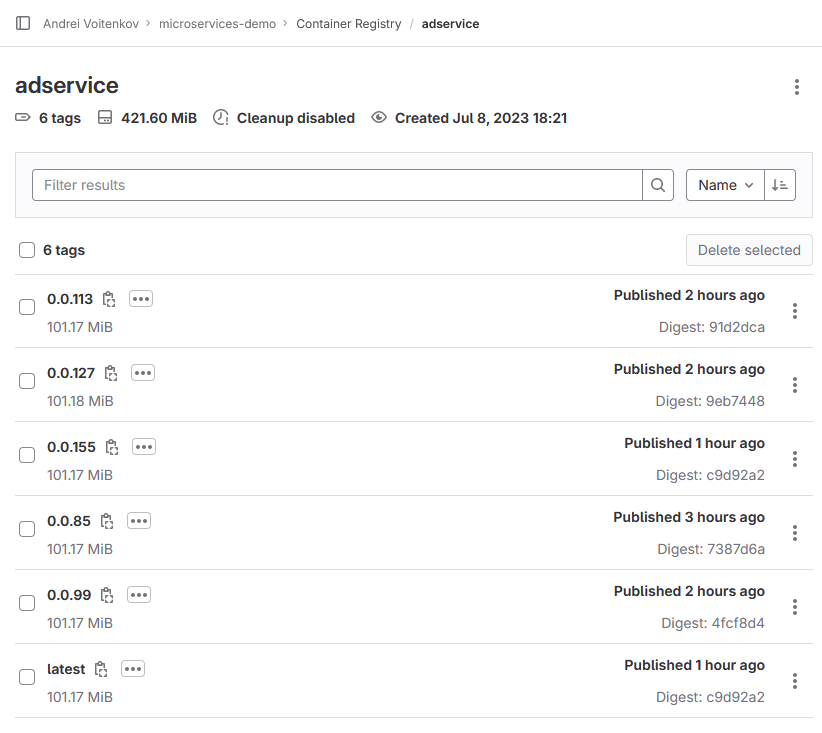 Andrei Voitenkov > microservices-demo > Container Registry / adservice
adservice
6 tags 421.60 MiB Cleanup disabled Created Jul 8, 2023 18:21
Filter results Name
6 tags Delete selected
0.0.113 Published 2 hours ago
101.17 MiB Digest: 91d2dca
0.0.127 Published 2 hours ago
101.18 MiB Digest: 9eb7448
0.0.155 Published 1 hour ago
101.17 MiB Digest: c9d92a2
0.0.85 Published 3 hours ago
101.17 MiB Digest: 7387d6a
0.0.99 Published 2 hours ago
101.17 MiB Digest: 4fcf8d4
latest Published 1 hour ago
101.17 MiB Digest: c9d92a2